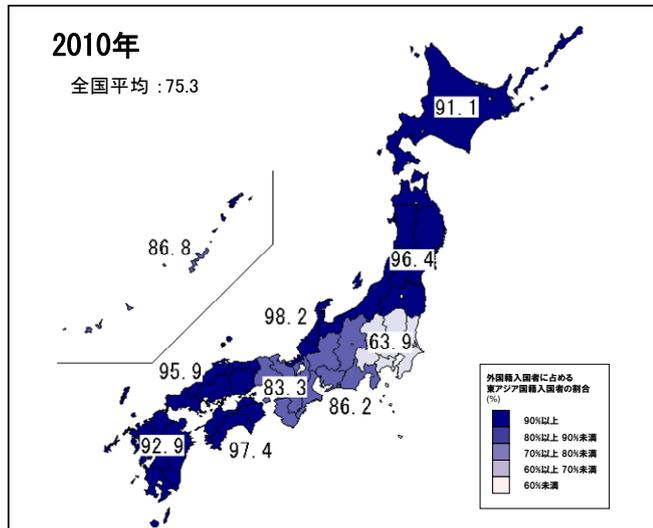 2010年
全国平均 :75.3
91.1
86.8
96.4
98.2
63.9
95.9
83.3
86.2
92.9
97.4
外国籍入国者に占める
東アジア国籍入国者の割合
(%)
90%以上
80%以上 90%未満
70%以上 80%未満
60%以上 70%未満
60%未満